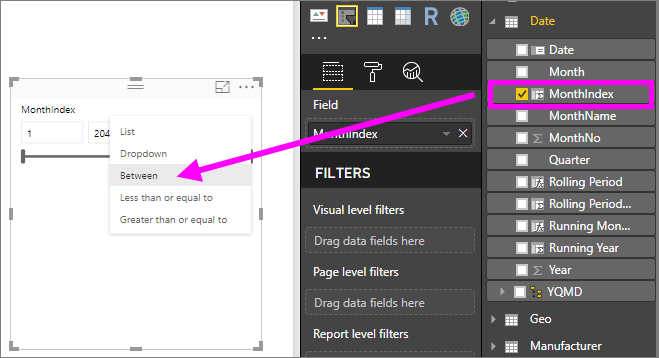 MonthIndex
1
204
List
Dropdown
Between
Less than or equal to
Greater than or equal to
R
...
Field
MonthIndex
FILTERS
Visual level filters
Drag data fields here
Page level filters
Drag data fields here
Report level filters
Date
Date
Month
MonthIndex
MonthName
MonthNo
Quarter
Rolling Period
Rolling Period...
Running Mon...
Running Year
Year
YQMD
Geo
Manufacturer